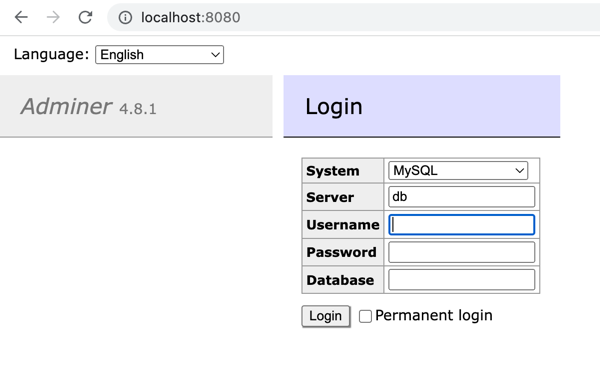 localhost:8080
Language: English
Adminer 4.8.1
Login
System MySQL
Server db
Username
Password
Database
Login Permanent login